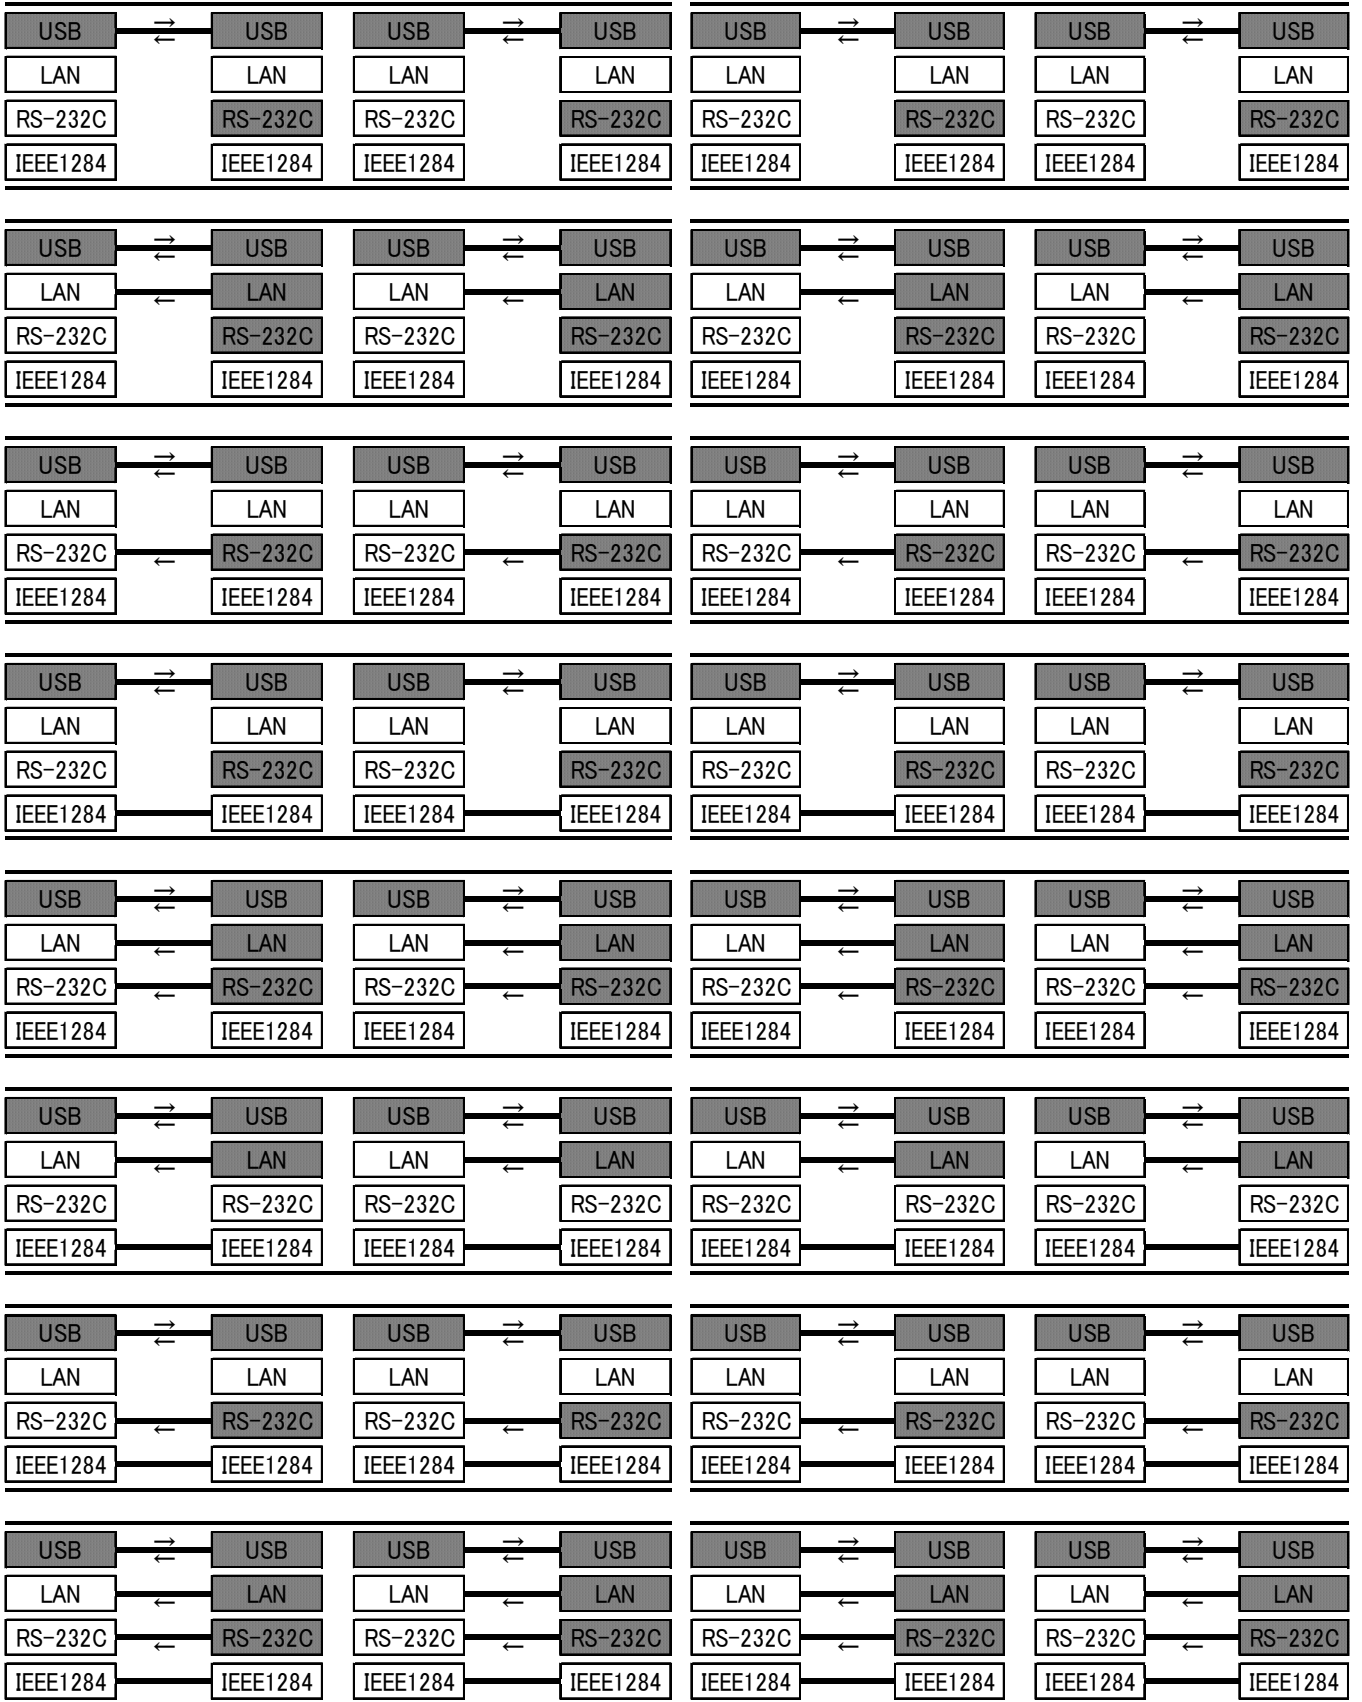 USB → ← USB USB → ← USB USB → ← USB USB → ← USB
LAN LAN LAN LAN LAN LAN LAN LAN
RS-232C RS-232C RS-232C RS-232C RS-232C RS-232C RS-232C RS-232C
IEEE1284 IEEE1284 IEEE1284 IEEE1284 IEEE1284 IEEE1284 IEEE1284 IEEE1284
USB → ← USB USB → ← USB USB → ← USB USB → ← USB
LAN ← LAN LAN ← LAN LAN ← LAN LAN ← LAN
RS-232C RS-232C RS-232C RS-232C RS-232C RS-232C RS-232C RS-232C
IEEE1284 IEEE1284 IEEE1284 IEEE1284 IEEE1284 IEEE1284 IEEE1284 IEEE1284
USB → ← USB USB → ← USB USB → ← USB USB → ← USB
LAN LAN LAN LAN LAN LAN LAN LAN
RS-232C ← RS-232C RS-232C ← RS-232C RS-232C ← RS-232C RS-232C ← RS-232C
IEEE1284 IEEE1284 IEEE1284 IEEE1284 IEEE1284 IEEE1284 IEEE1284 IEEE1284
USB → ← USB USB → ← USB USB → ← USB USB → ← USB
LAN LAN LAN LAN LAN LAN LAN LAN
RS-232C RS-232C RS-232C RS-232C RS-232C RS-232C RS-232C RS-232C
IEEE1284 IEEE1284 IEEE1284 IEEE1284 IEEE1284 IEEE1284 IEEE1284 IEEE1284
USB → ← USB USB → ← USB USB → ← USB USB → ← USB
LAN ← LAN LAN ← LAN LAN ← LAN LAN ← LAN
RS-232C ← RS-232C RS-232C ← RS-232C RS-232C ← RS-232C RS-232C ← RS-232C
IEEE1284 IEEE1284 IEEE1284 IEEE1284 IEEE1284 IEEE1284 IEEE1284 IEEE1284
USB → ← USB USB → ← USB USB → ← USB USB → ← USB
LAN ← LAN LAN ← LAN LAN ← LAN LAN ← LAN
RS-232C RS-232C RS-232C RS-232C RS-232C RS-232C RS-232C RS-232C
IEEE1284 IEEE1284 IEEE1284 IEEE1284 IEEE1284 IEEE1284 IEEE1284 IEEE1284
USB → ← USB USB → ← USB USB → ← USB USB → ← USB
LAN LAN LAN LAN LAN LAN LAN LAN
RS-232C ← RS-232C RS-232C ← RS-232C RS-232C ← RS-232C RS-232C ← RS-232C
IEEE1284 IEEE1284 IEEE1284 IEEE1284 IEEE1284 IEEE1284 IEEE1284 IEEE1284
USB → ← USB USB → ← USB USB → ← USB USB → ← USB
LAN ← LAN LAN ← LAN LAN ← LAN LAN ← LAN
RS-232C ← RS-232C RS-232C ← RS-232C RS-232C ← RS-232C RS-232C ← RS-232C
IEEE1284 IEEE1284 IEEE1284 IEEE1284 IEEE1284 IEEE1284 IEEE1284 IEEE1284